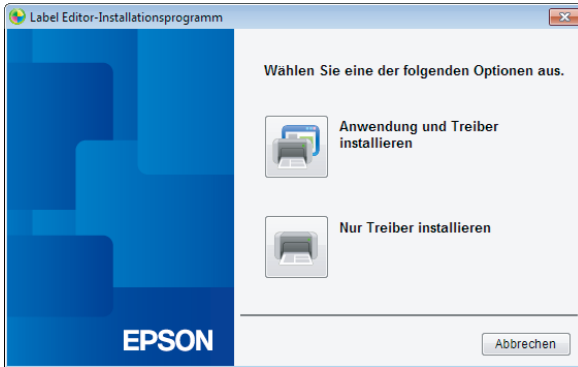 Label Editor-Installationsprogramm
Wählen Sie eine der folgenden Optionen aus.
Anwendung und Treiber
installieren
Nur Treiber installieren
EPSON
Abbrechen